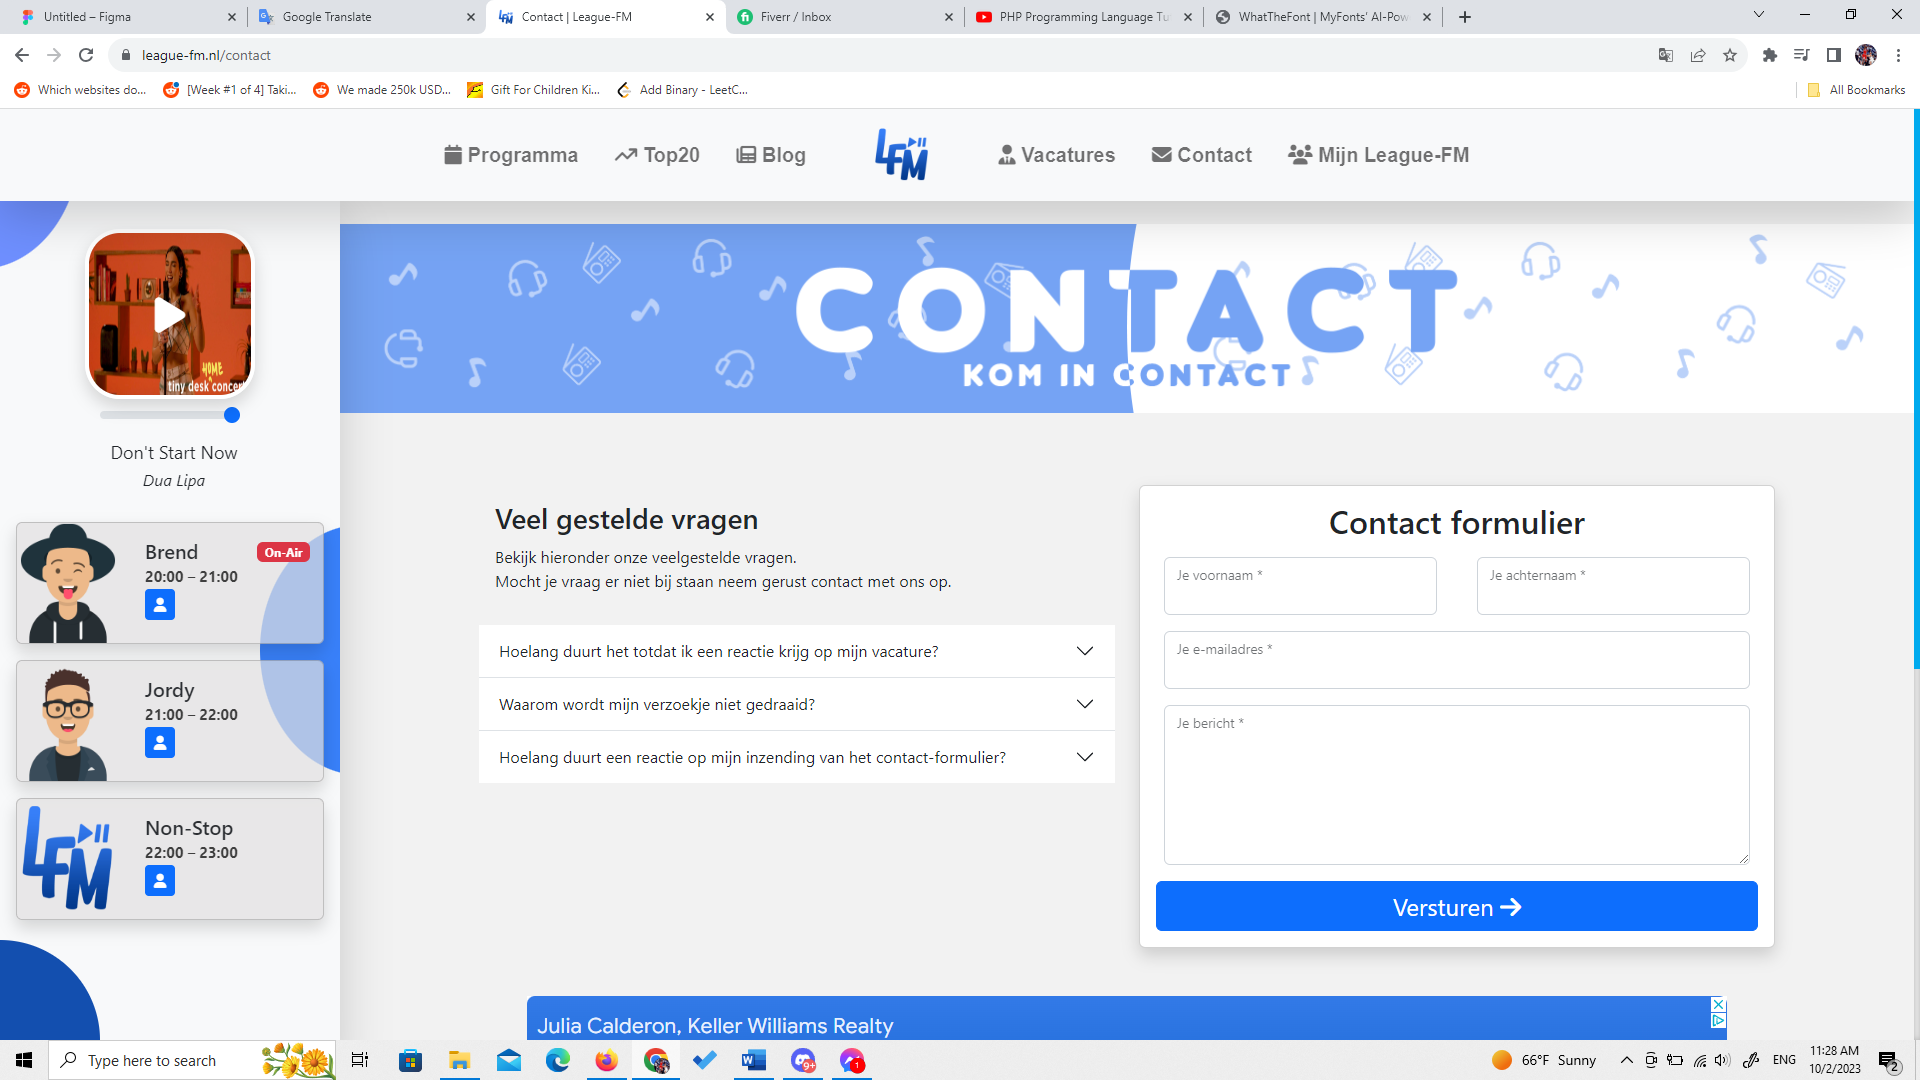 Untitled – Figma
Google Translate
Contact | League-FM
Fiverr / Inbox
PHP Programming Language Tu
WhatTheFont | MyFonts' AI-Pow
league-fm.nl/contact
Which websites do...
[Week #1 of 4] Taki...
We made 250k USD...
Gift For Children Ki...
Add Binary - LeetC...
All Bookmarks
Programma
Top20
Blog
LFM
Vacatures
Contact
Mijn League-FM
HOME
tiny desk concert
Don't Start Now
Dua Lipa
Brend
On-Air
20:00 – 21:00
Jordy
21:00 – 22:00
LFM
Non-Stop
22:00 – 23:00
CONTACT
KOM IN CONTACT
Veel gestelde vragen
Bekijk hieronder onze veelgestelde vragen.
Mocht je vraag er niet bij staan neem gerust contact met ons op.
Hoelang duurt het totdat ik een reactie krijg op mijn vacature?
Waarom wordt mijn verzoekje niet gedraaid?
Hoelang duurt een reactie op mijn inzending van het contact-formulier?
Contact formulier
Je voornaam *
Je achternaam *
Je e-mailadres *
Je bericht *
Versturen
Julia Calderon, Keller Williams Realty
Type here to search
9+
1
66°F Sunny
ENG
11:28 AM
10/2/2023
2